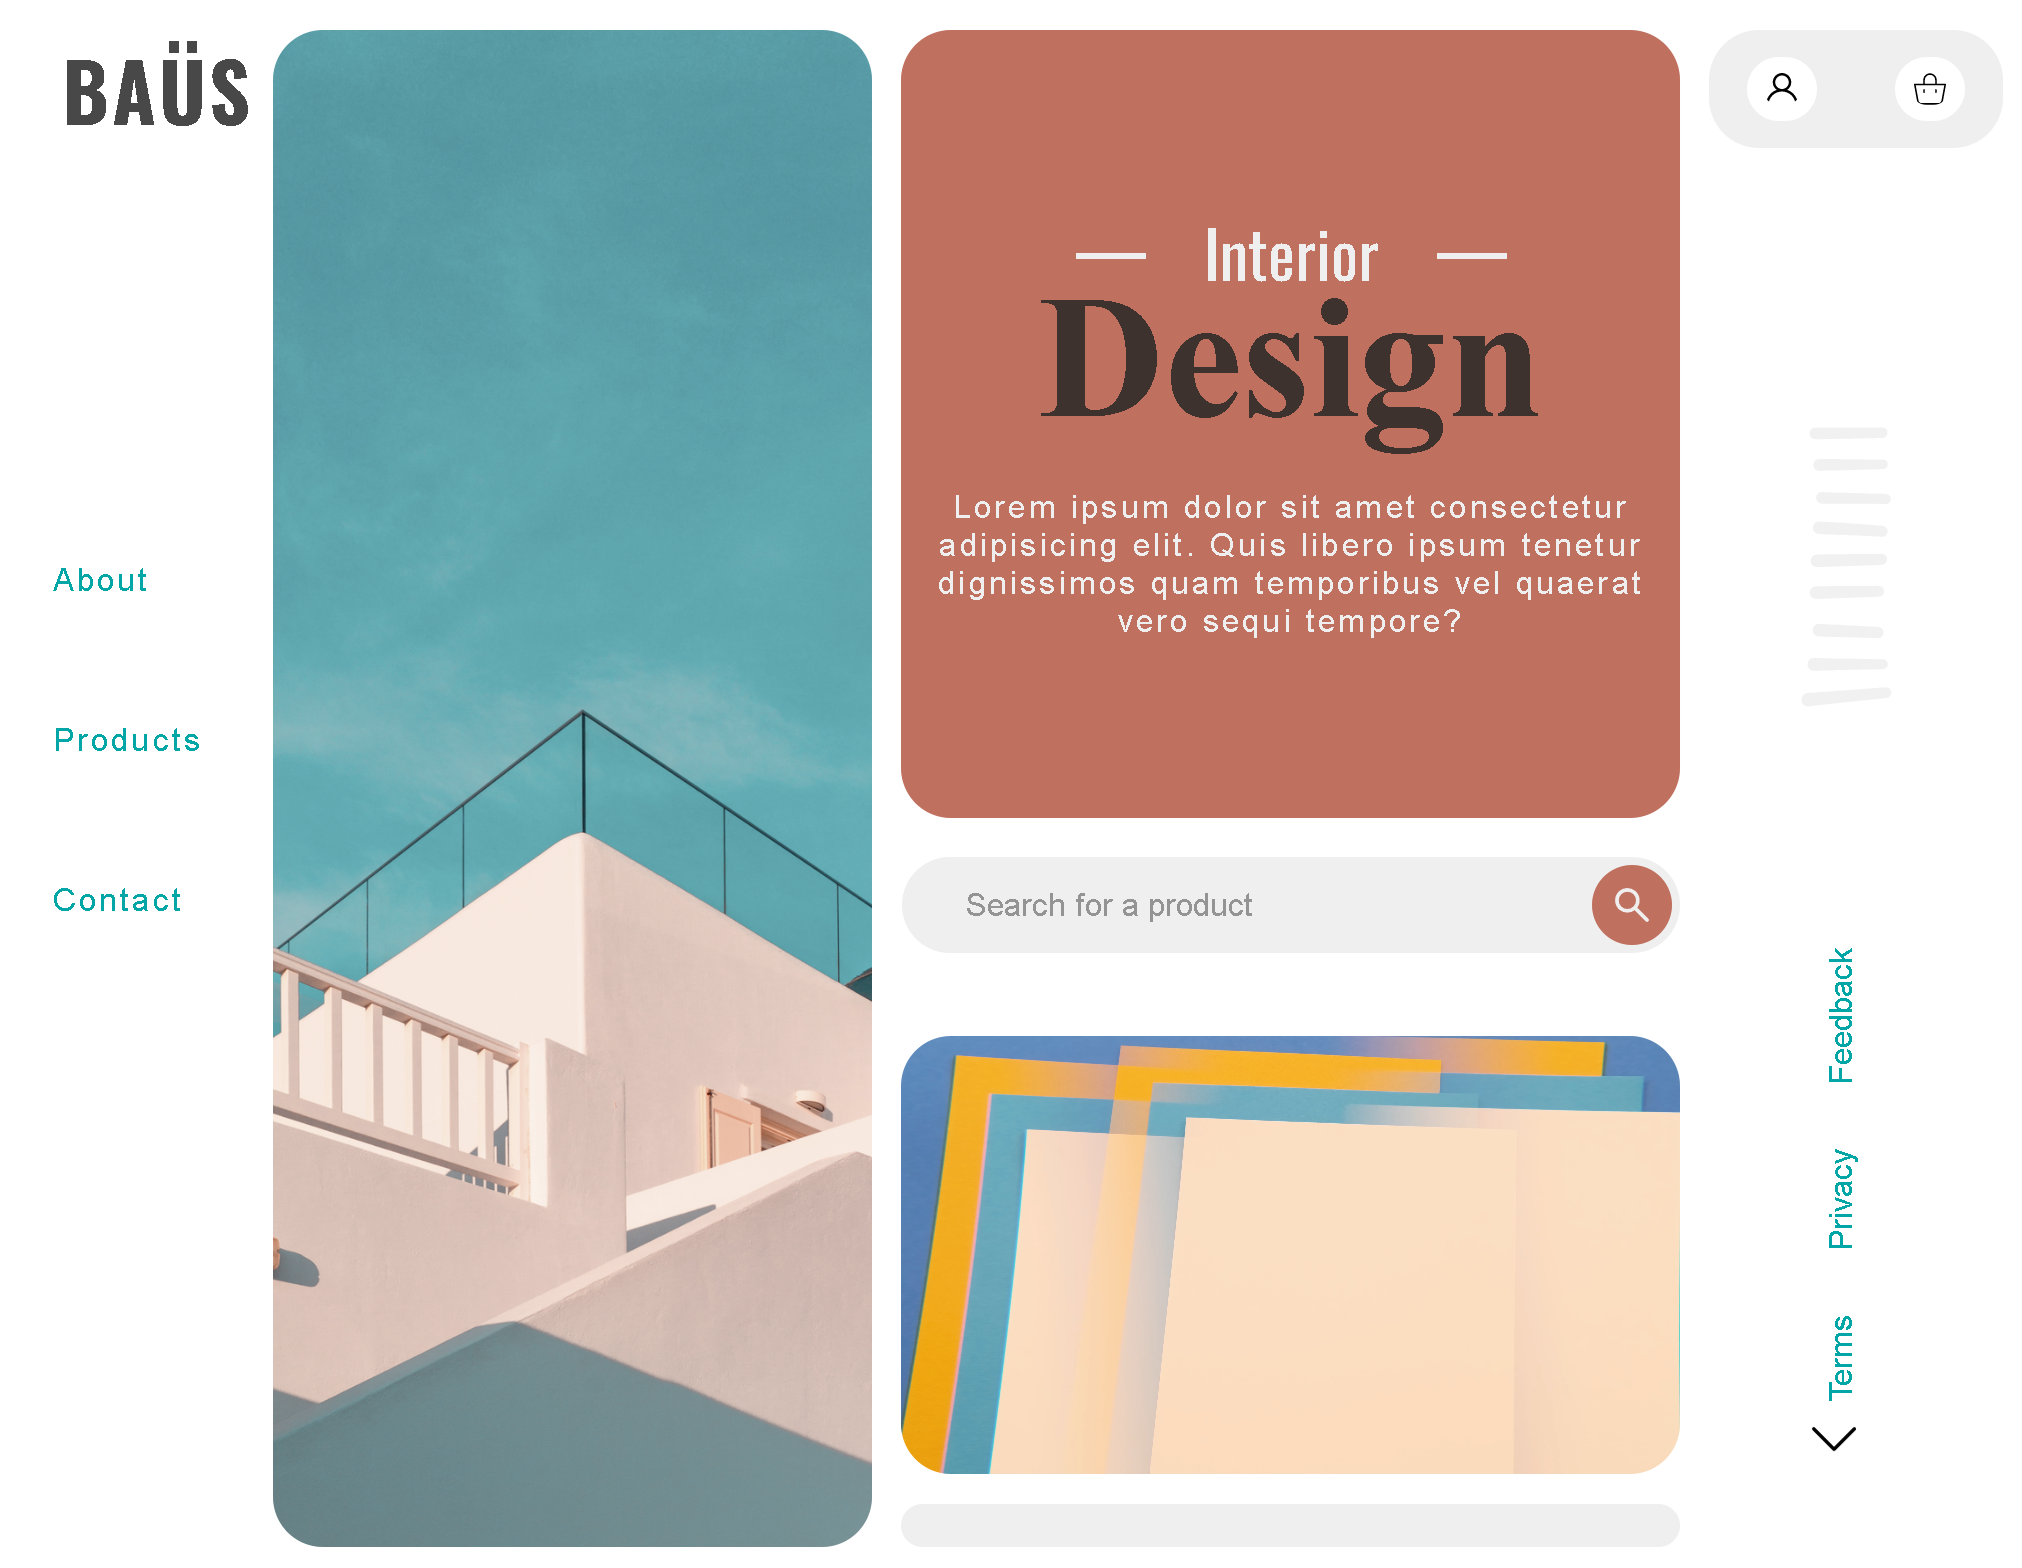 BAÜS
About
Products
Contact
Interior
Design
Lorem ipsum dolor sit amet consectetur
adipisicing elit. Quis libero ipsum tenetur
dignissimos quam temporibus vel quaerat
vero sequi tempore?
Search for a product
Feedback
Privacy
Terms